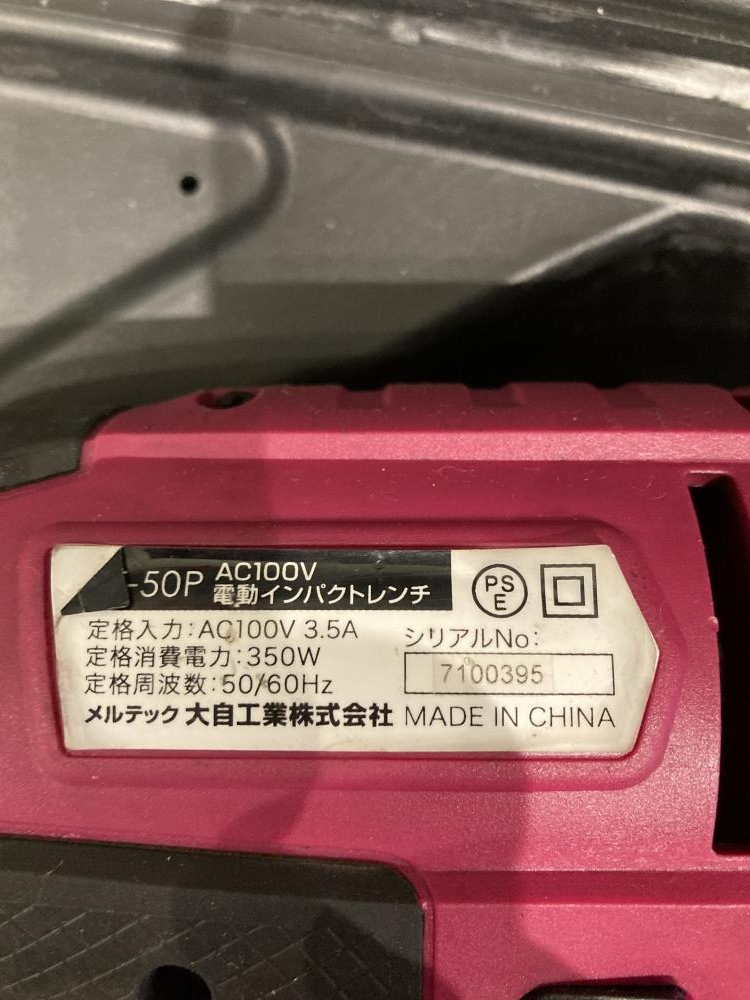 -50P AC100V
電動インパクトレンチ
PS
E
定格入力:AC100V 3.5A
定格消費電力:350W
定格周波数:50/60Hz
シリアルNo:
7100395
メルテック 大自工業株式会社 MADE IN CHINA